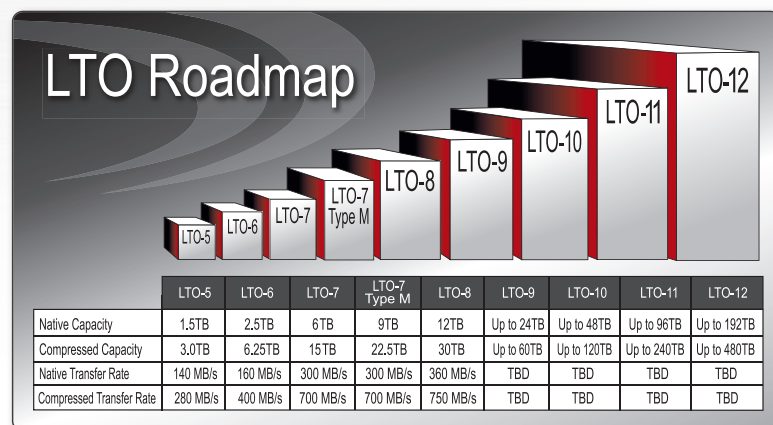 LTO Roadmap
LTO-5
LTO-6
LTO-7
LTO-7
Type M
LTO-8
LTO-9
LTO-10
LTO-11
LTO-12
LTO-5 LTO-6 LTO-7 LTO-7 Type M LTO-8 LTO-9 LTO-10 LTO-11 LTO-12
Native Capacity 1.5TB 2.5TB 6TB 9TB 12TB Up to 24TB Up to 48TB Up to 96TB Up to 192TB
Compressed Capacity 3.0TB 6.25TB 15TB 22.5TB 30TB Up to 60TB Up to 120TB Up to 240TB Up to 480TB
Native Transfer Rate 140 MB/s 160 MB/s 300 MB/s 300 MB/s 360 MB/s TBD TBD TBD TBD
Compressed Transfer Rate 280 MB/s 400 MB/s 700 MB/s 700 MB/s 750 MB/s TBD TBD TBD TBD